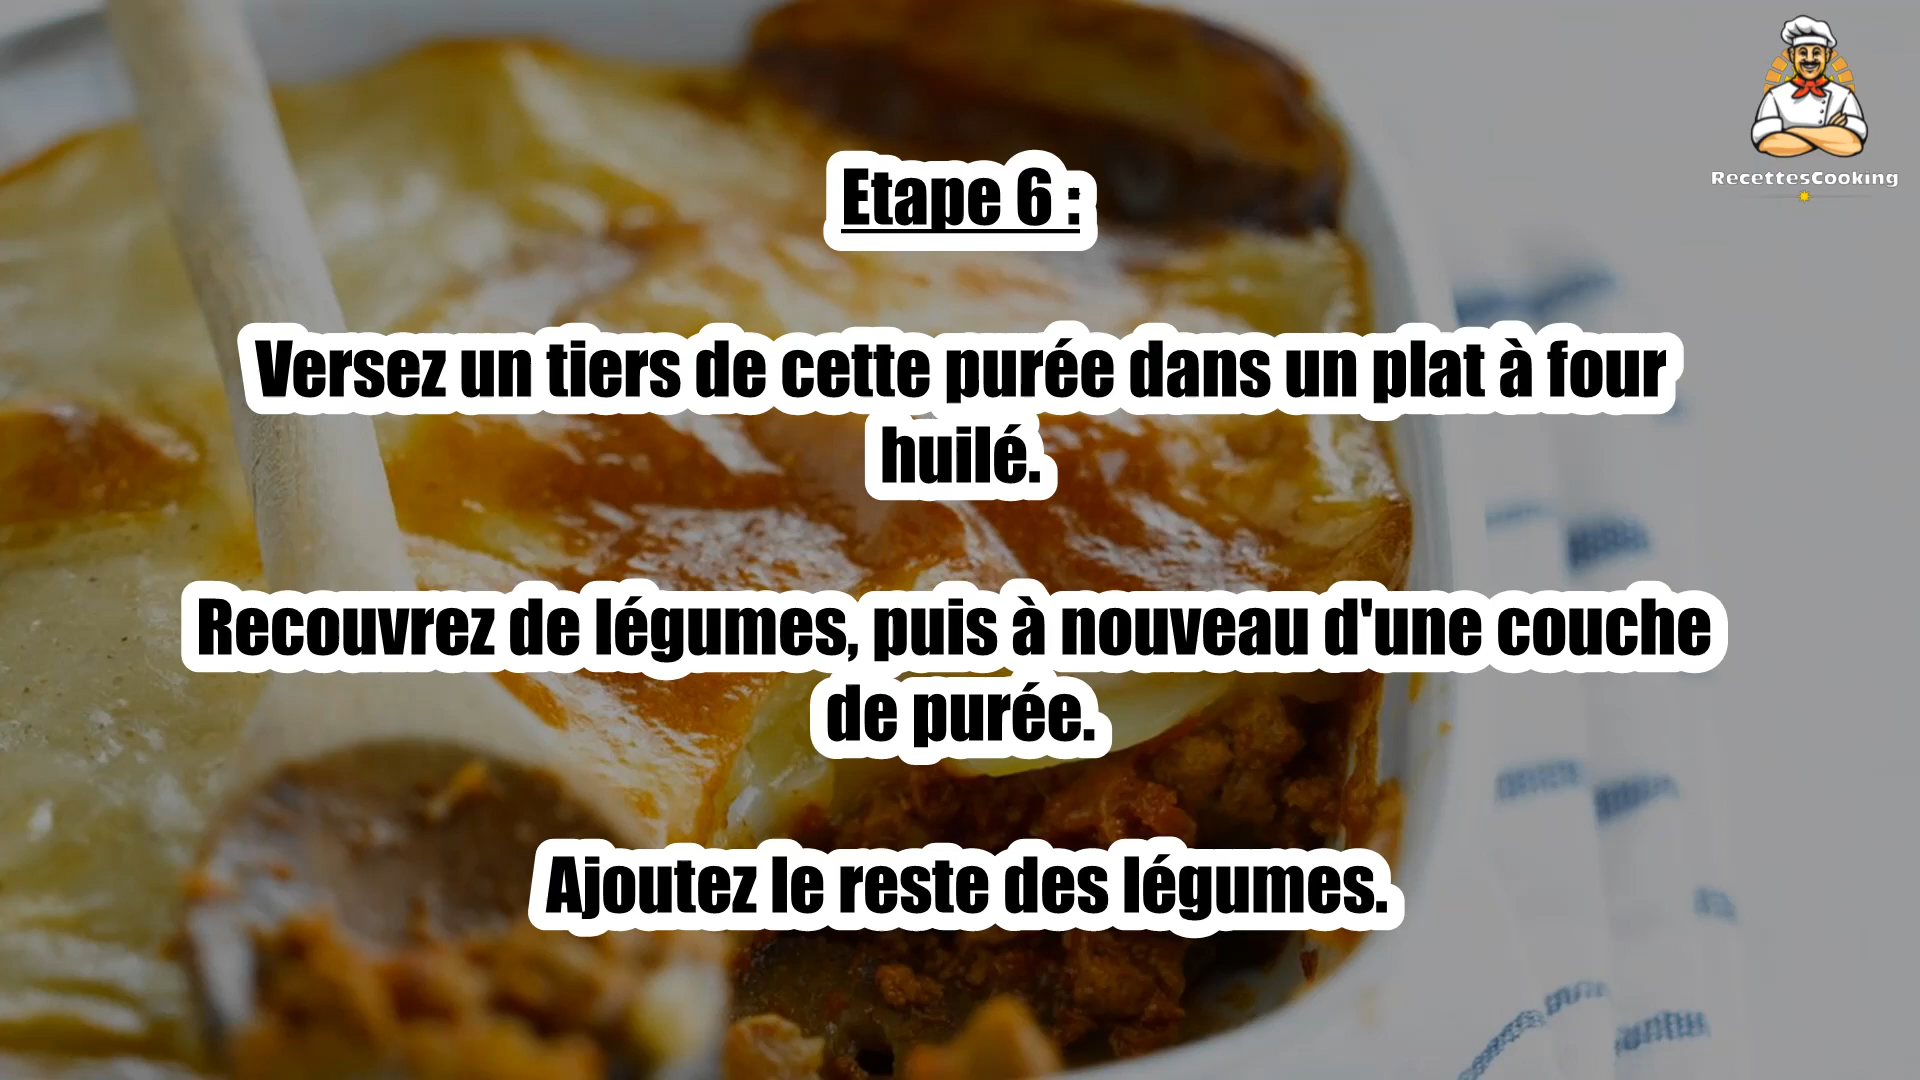 RecettesCooking
Etape 6 :
Versez un tiers de cette purée dans un plat à four
huilé.
Recouvrez de légumes, puis à nouveau d'une couche
de purée.
Ajoutez le reste des légumes.